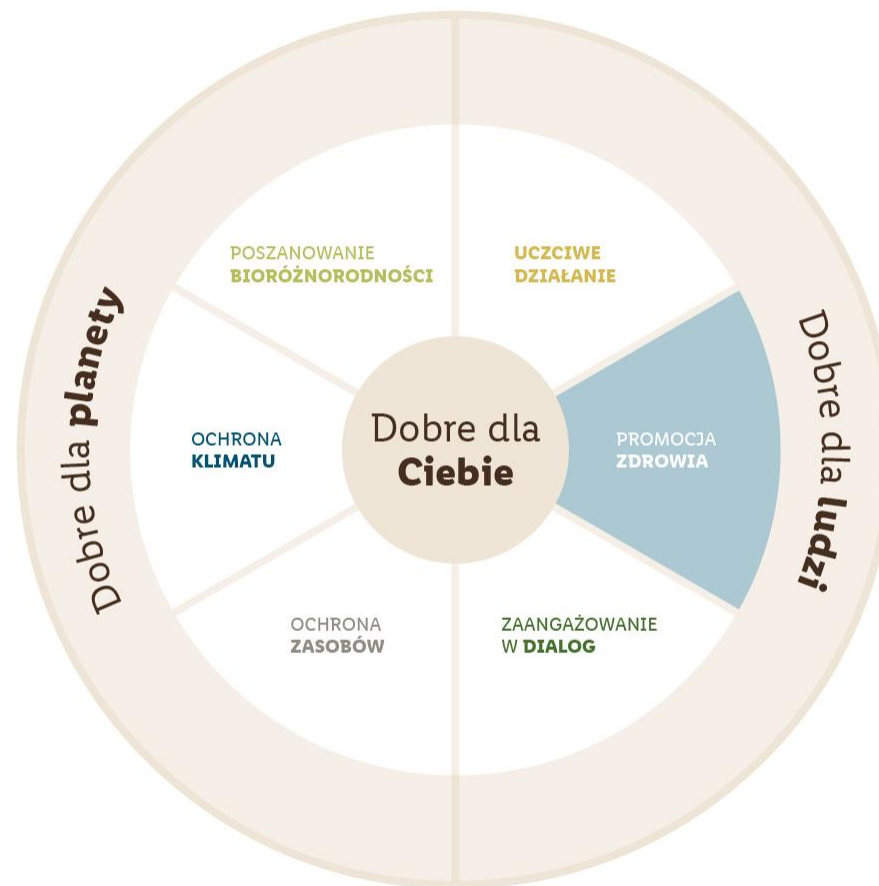 POSZANOWANIE
BIORÓŻNORODNOŚCI
UCZCIWE
DZIAŁANIE
Dobre dla planety
OCHRONA
KLIMATU
Dobre dla
Ciebie
PROMOCJA
ZDROWIA
Dobre dla ludzi
OCHRONA
ZASOBÓW
ZAANGAŻOWANIE
W DIALOG